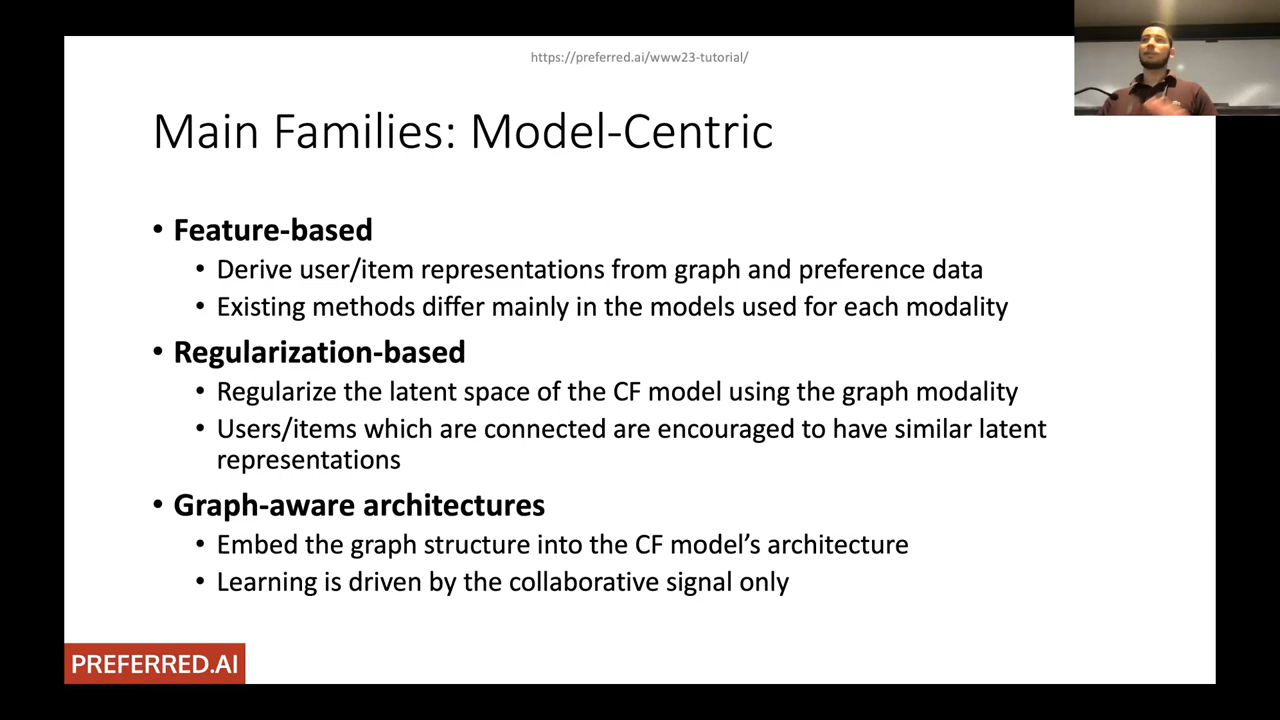 https://preferred.ai/www23-tutorial/
Main Families: Model-Centric
• Feature-based
• Derive user/item representations from graph and preference data
• Existing methods differ mainly in the models used for each modality
• Regularization-based
• Regularize the latent space of the CF model using the graph modality
• Users/items which are connected are encouraged to have similar latent
representations
• Graph-aware architectures
• Embed the graph structure into the CF model's architecture
• Learning is driven by the collaborative signal only
PREFERRED.AI